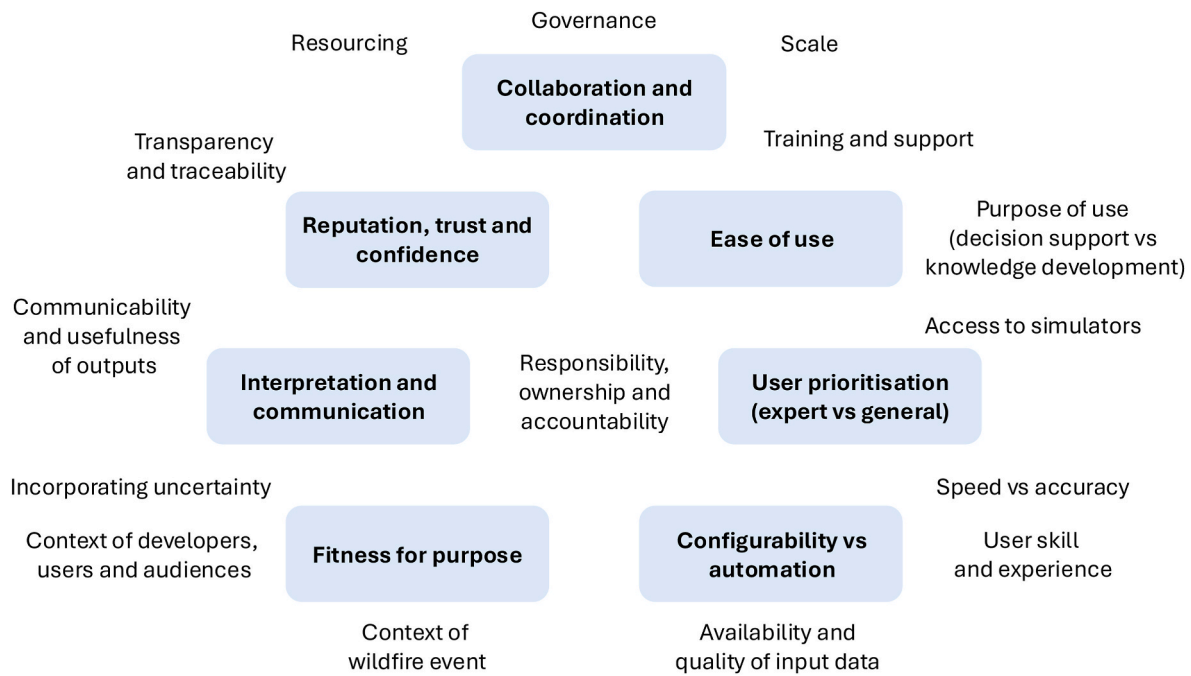 Governance
Resourcing
Scale
Collaboration and
coordination
Transparency
and traceability
Training and support
Reputation, trust and
confidence
Ease of use
Purpose of use
(decision support vs
knowledge development)
Communicability
and usefulness
of outputs
Access to simulators
Interpretation and
communication
Responsibility,
ownership and
accountability
User prioritisation
(expert vs general)
Incorporating uncertainty
Speed vs accuracy
Context of developers,
users and audiences
Fitness for purpose
Configurability vs
automation
User skill
and experience
Context of
wildfire event
Availability and
quality of input data